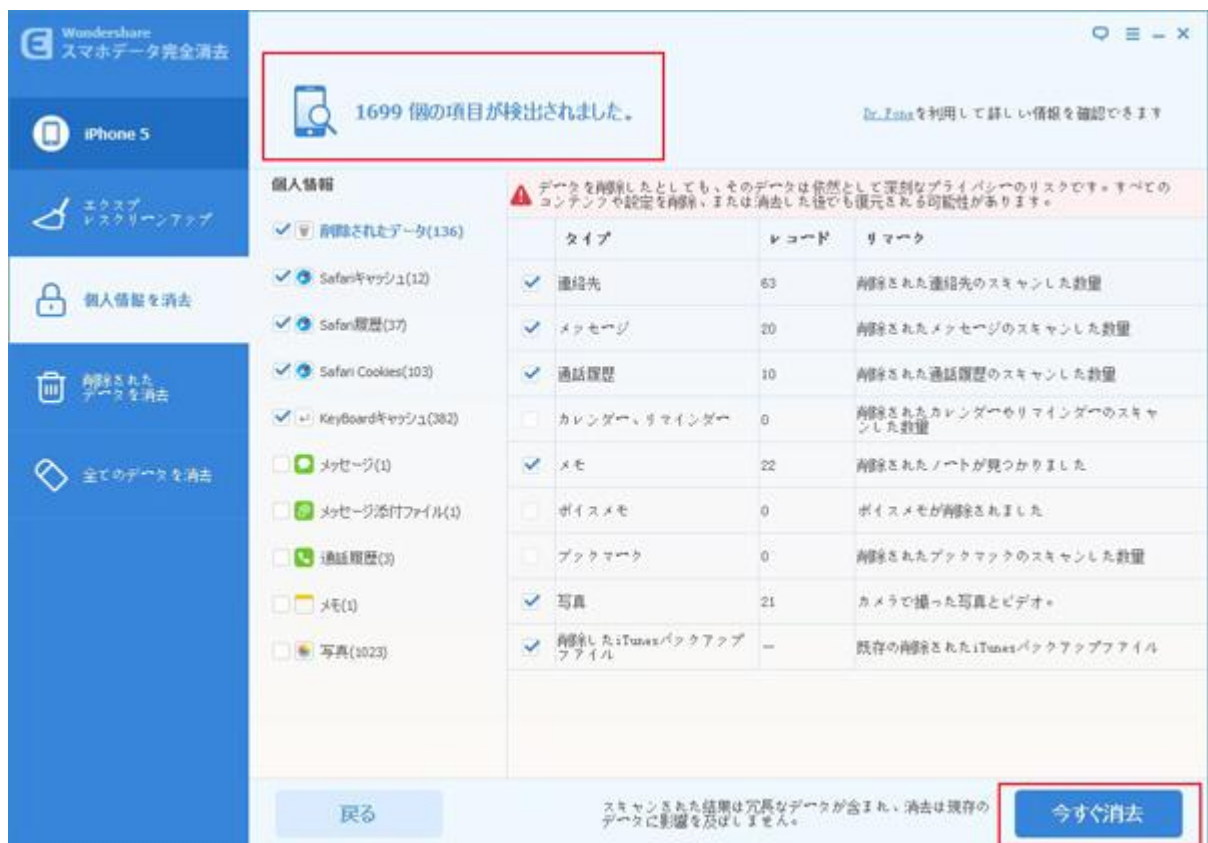 Wondershare
スマホデータ完全消去
iPhone 5
エクスプ
レスクリーンアップ
個人情報を消去
削除された
データを消去
全てのデータを消去
1699 個の項目が検出されました。
Dr.Foneを利用して詳しい情報を確認できます
個人情報
削除されたデータ(136)
Safariキャッシュ(12)
Safari履歴(37)
Safari Cookies(103)
KeyBoardキャッシュ(382)
メッセージ(1)
メッセージ添付ファイル(1)
通話履歴(3)
メモ(1)
写真(1023)
データを削除したとしても、そのデータは依然として深刻なプライバシーのリスクです。すべての
コンテンツや設定を削除、または消去した後でも復元される可能性があります。
タイプ レコード リマーク
連絡先 63 削除された連絡先のスキャンした数量
メッセージ 20 削除されたメッセージのスキャンした数量
通話履歴 10 削除された通話履歴のスキャンした数量
カレンダー、リマインダー 0 削除されたカレンダーやリマインダーのスキャ
ンした数量
メモ 22 削除されたノートが見つかりました
ボイスメモ 0 ボイスメモが削除されました
ブックマーク 0 削除されたブックマックのスキャンした数量
写真 21 カメラで撮った写真とビデオ。
削除したiTunesバックアップ
ファイル — 既存の削除されたiTunesバックアップファイル
戻る
スキャンされた結果は冗長なデータが含まれ、消去は現存の
データに影響を及ぼしません。
今すぐ消去